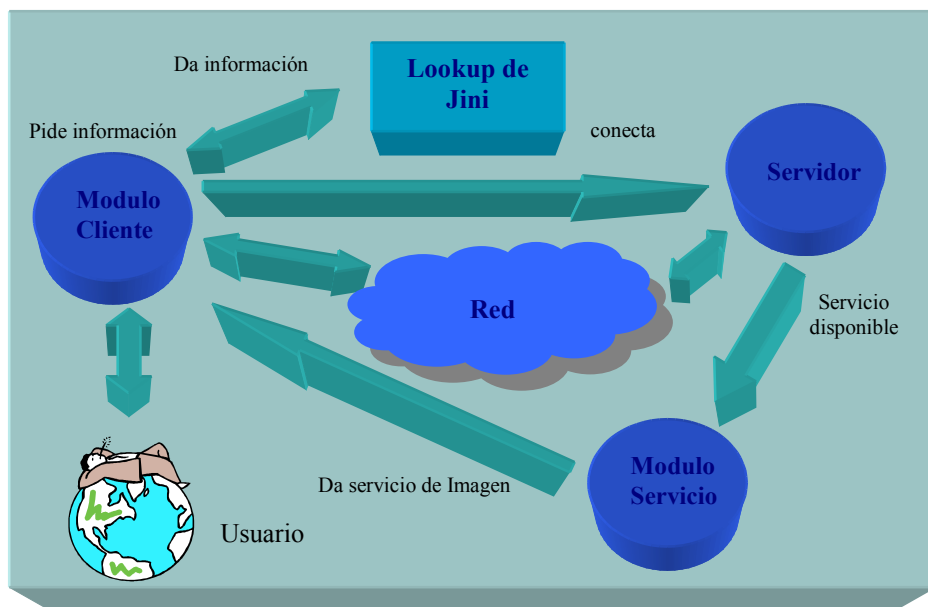 Da información
Lookup de
Jini
Pide información
conecta
Modulo
Cliente
Servidor
Red
Servicio
disponible
Da servicio de Imagen
Modulo
Servicio
Usuario